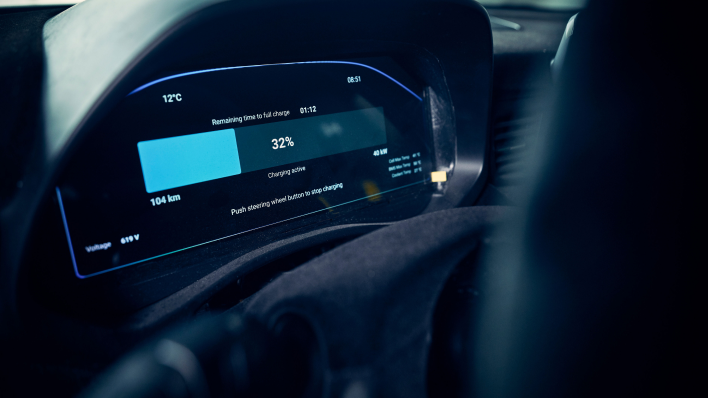 12°C
08:51
Remaining time to full charge 01:12
32%
104 km
40 kW
Charging active
Push steering wheel button to stop charging
Voltage 619 V